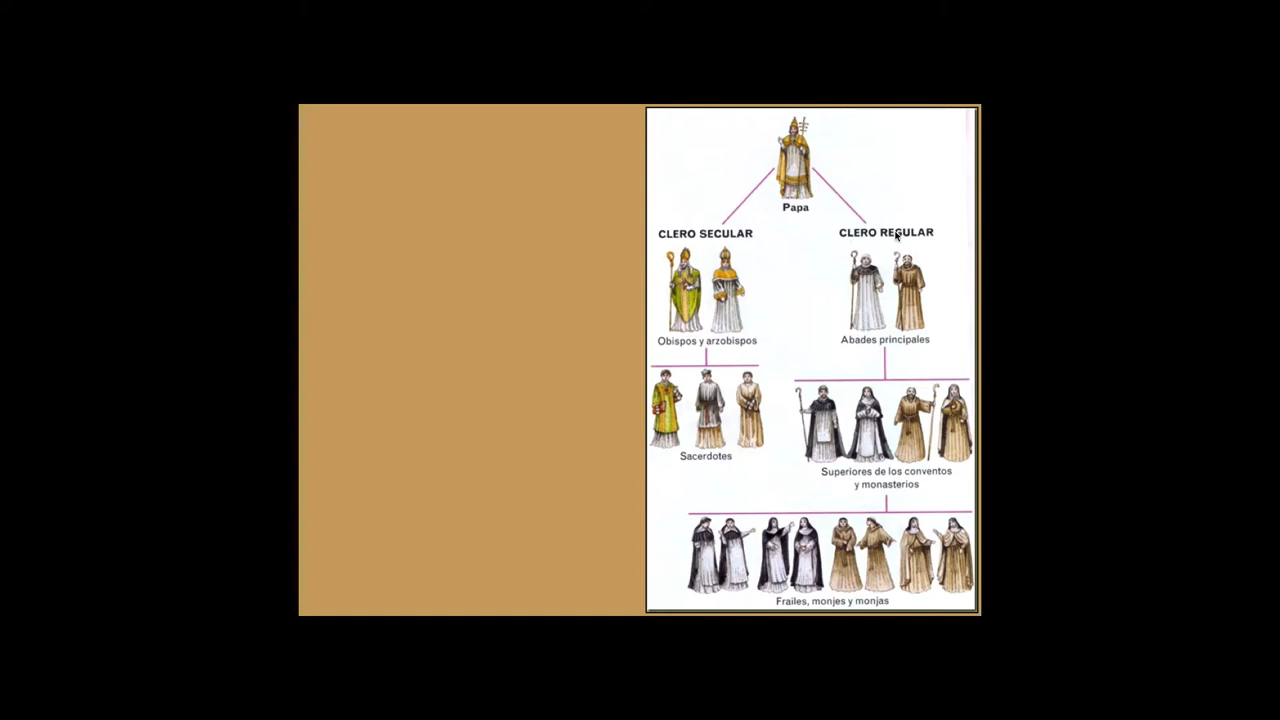 Papa
CLERO SECULAR
CLERO REGULAR
Obispos y arzobispos
Abades principales
Sacerdotes
Superiores de los conventos
y monasterios
Frailes, monjes y monjas